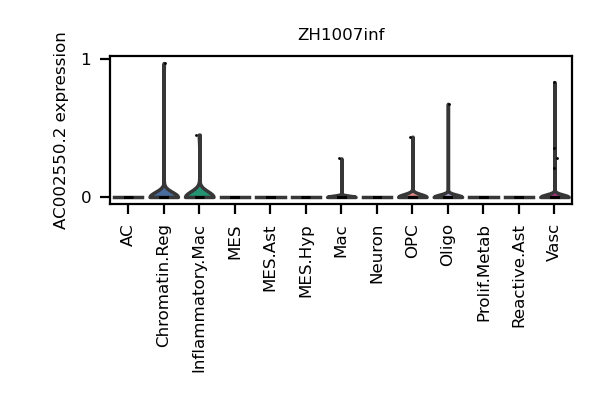 ZH1007inf
AC002550.2 expression
1
0
AC
Chromatin.Reg
Inflammatory.Mac
MES
MES.Ast
MES.Hyp
Mac
Neuron
OPC
Oligo
Prolif.Metab
Reactive.Ast
Vasc